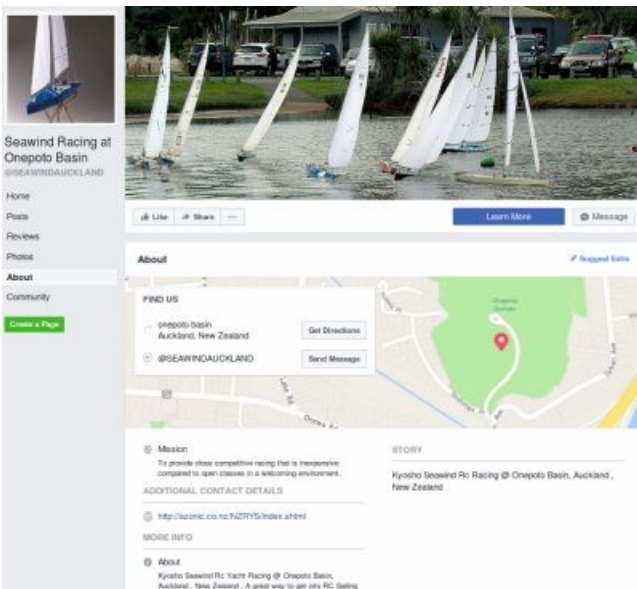 Seawind Racing at
Onepoto Basin
@SEAWINDAUCKLAND
Home
Posts
Reviews
Photos
About
Community
Create a Page
Like Share ...
Learn More
Message
About
Suggest Edits
FIND US
onepoto basin
Auckland, New Zealand
Get Directions
@SEAWINDAUCKLAND
Send Message
Onepoto
Domain
Mission
To provide close competitive racing that is inexpensive
compared to open classes in a welcoming environment.
STORY
Kyosho Seawind Rc Racing @ Onepoto Basin, Auckland ,
New Zealand
ADDITIONAL CONTACT DETAILS
http://azonic.co.nz/NZRYS/index.shtml
MORE INFO
About
Kyosho Seawind Rc Yacht Racing @ Onepoto Basin,
Auckland , New Zealand . A great way to get into RC Sailing